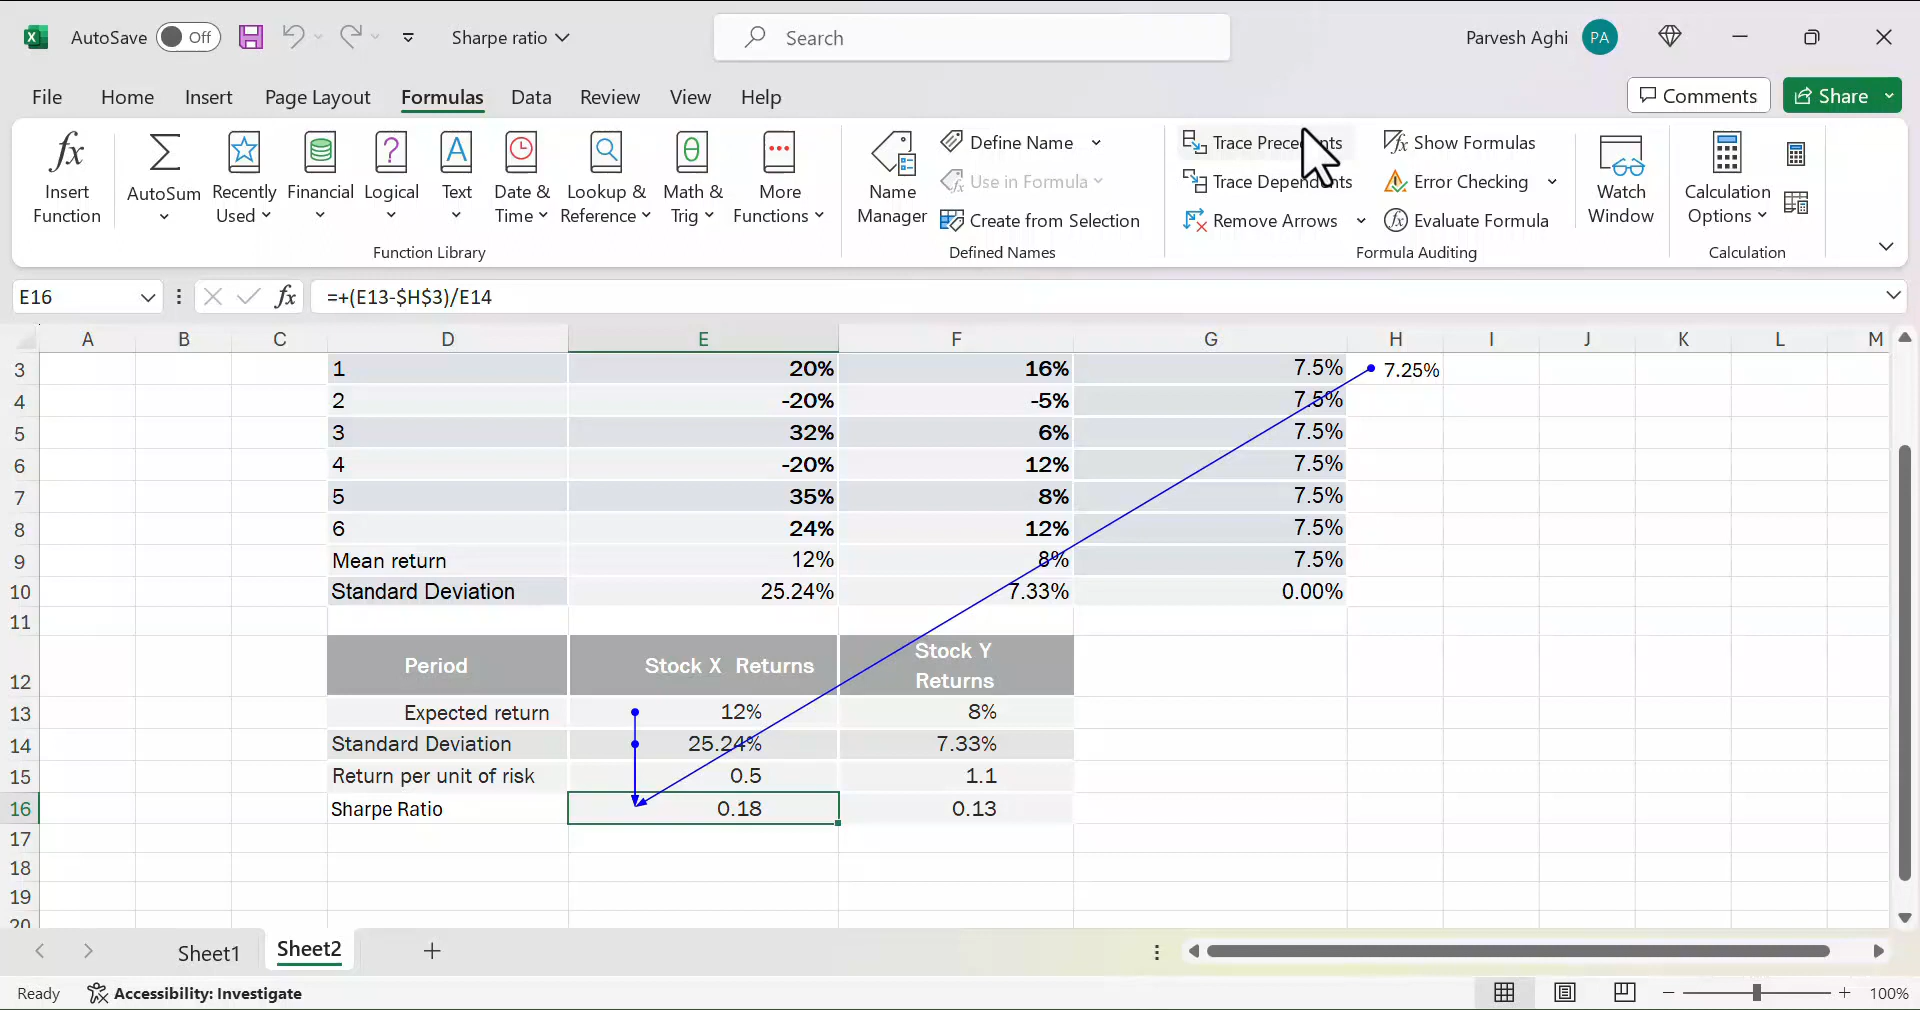 AutoSave Off Sharpe ratio Search Parvesh Aghi PA
File Home Insert Page Layout Formulas Data Review View Help Comments Share
fx Insert Function
AutoSum
Recently Used
Financial
Logical
Text
Date & Time
Lookup & Reference
Math & Trig
More Functions
Function Library
Name Manager
Define Name
Use in Formula
Create from Selection
Defined Names
Trace Precedents
Trace Dependents
Remove Arrows
Show Formulas
Error Checking
Evaluate Formula
Formula Auditing
Watch Window
Calculation Options
Calculation
E16 fx =+(E13-$H$3)/E14
A B C D E F G H I J K L M
3 1 20% 16% 7.5% 7.25%
4 2 -20% -5% 7.5%
5 3 32% 6% 7.5%
6 4 -20% 12% 7.5%
7 5 35% 8% 7.5%
8 6 24% 12% 7.5%
9 Mean return 12% 8% 7.5%
10 Standard Deviation 25.24% 7.33% 0.00%
11
12 Period Stock X Returns Stock Y Returns
13 Expected return 12% 8%
14 Standard Deviation 25.24% 7.33%
15 Return per unit of risk 0.5 1.1
16 Sharpe Ratio 0.18 0.13
17
18
19
20
Sheet1 Sheet2
Ready Accessibility: Investigate 100%